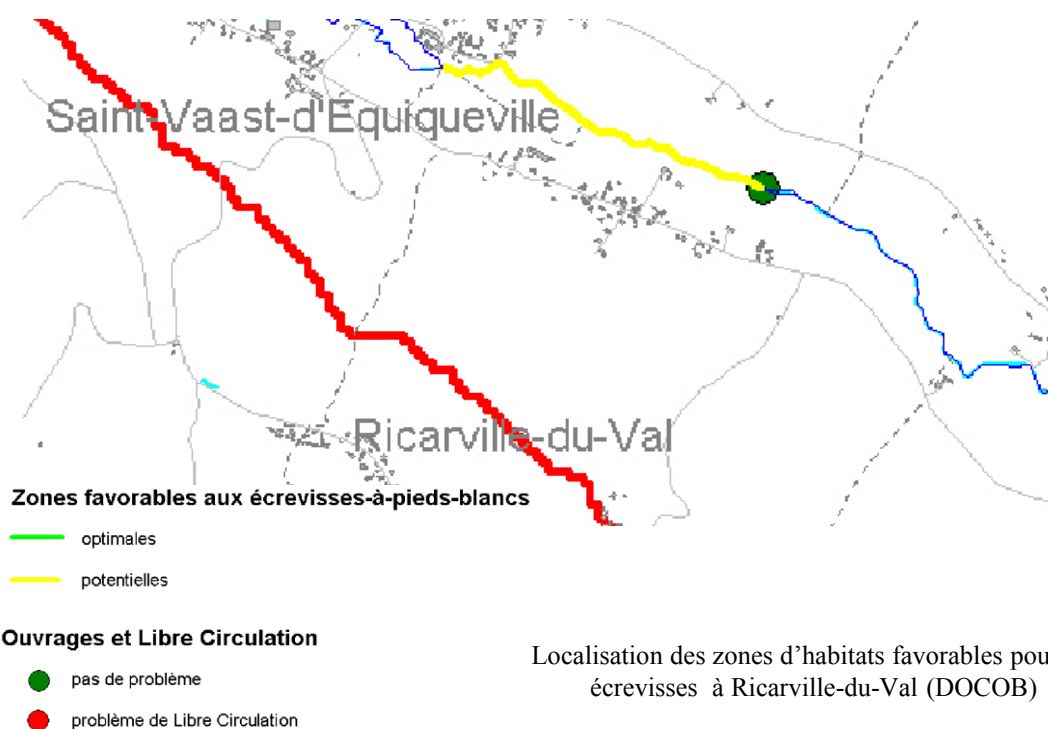 Saint-Vaast-d'Equiqueville
Ricarville-du-Val
Zones favorables aux écrevisses-à-pieds-blancs
optimales
potentielles
Ouvrages et Libre Circulation
pas de problème
problème de Libre Circulation
Localisation des zones d’habitats favorables pou
écrevisses à Ricarville-du-Val (DOCOB)